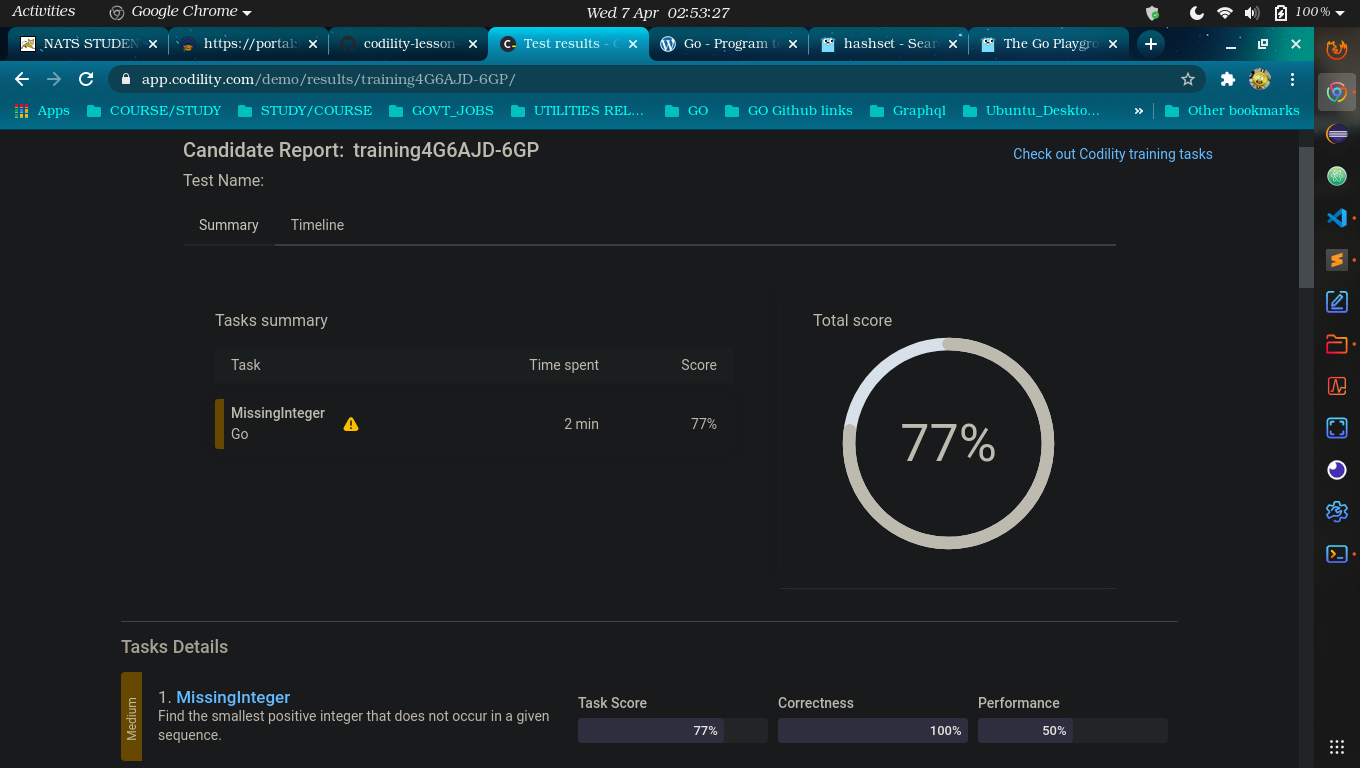 Activities Google Chrome Wed 7 Apr 02:53:27 100%
NATS STUDEN https://portal codility-lesson Test results - C Go - Program to hashset - Sear The Go Playgro
app.codility.com/demo/results/training4G6AJD-6GP/
Apps COURSE/STUDY STUDY/COURSE GOVT_JOBS UTILITIES REL... GO GO Github links Graphql Ubuntu_Deskto... » Other bookmarks
Candidate Report: training4G6AJD-6GP
Check out Codility training tasks
Test Name:
Summary Timeline
Tasks summary
Task Time spent Score
MissingInteger
Go
2 min 77%
Total score
77%
Tasks Details
Medium
1. MissingInteger
Find the smallest positive integer that does not occur in a given
sequence.
Task Score Correctness Performance
77% 100% 50%